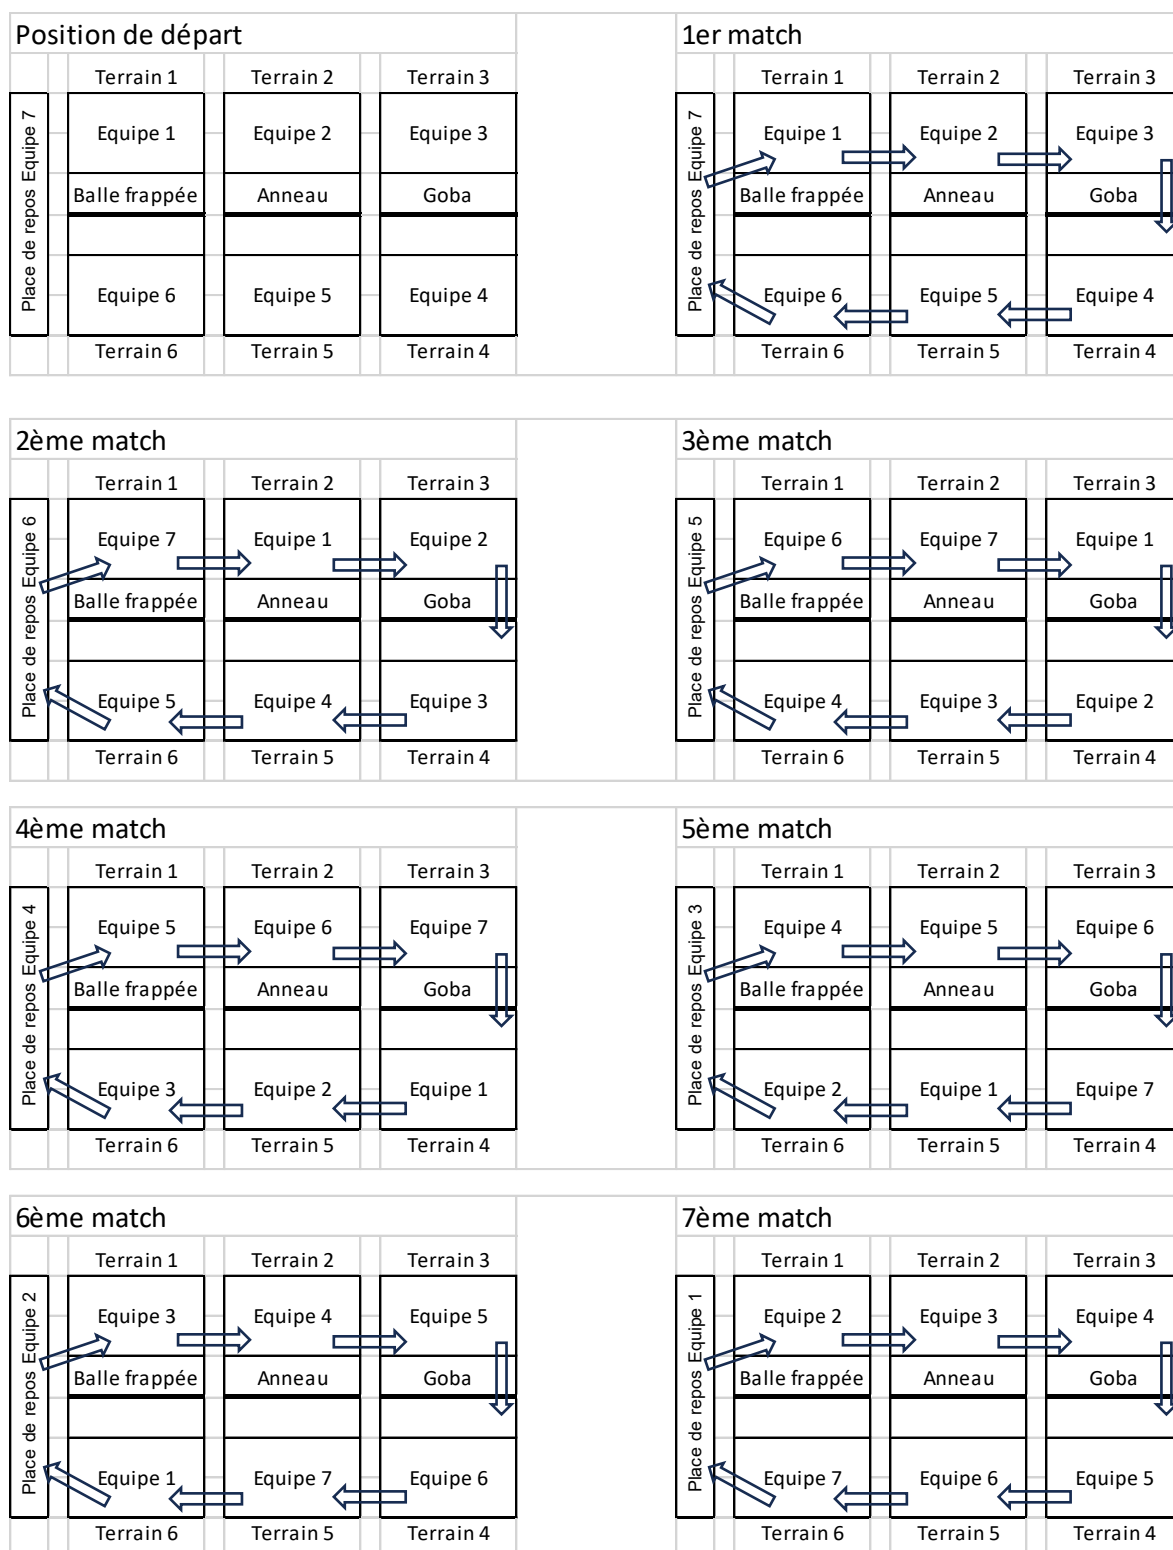 Position de départ
Terrain 1 Terrain 2 Terrain 3
Place de repos Equipe 7
Equipe 1 Equipe 2 Equipe 3
Balle frappée Anneau Goba
Equipe 6 Equipe 5 Equipe 4
Terrain 6 Terrain 5 Terrain 4
1er match
Terrain 1 Terrain 2 Terrain 3
Place de repos Equipe 7
Equipe 1 Equipe 2 Equipe 3
Balle frappée Anneau Goba
Equipe 6 Equipe 5 Equipe 4
Terrain 6 Terrain 5 Terrain 4
2ème match
Terrain 1 Terrain 2 Terrain 3
Place de repos Equipe 6
Equipe 7 Equipe 1 Equipe 2
Balle frappée Anneau Goba
Equipe 5 Equipe 4 Equipe 3
Terrain 6 Terrain 5 Terrain 4
3ème match
Terrain 1 Terrain 2 Terrain 3
Place de repos Equipe 5
Equipe 6 Equipe 7 Equipe 1
Balle frappée Anneau Goba
Equipe 4 Equipe 3 Equipe 2
Terrain 6 Terrain 5 Terrain 4
4ème match
Terrain 1 Terrain 2 Terrain 3
Place de repos Equipe 4
Equipe 5 Equipe 6 Equipe 7
Balle frappée Anneau Goba
Equipe 3 Equipe 2 Equipe 1
Terrain 6 Terrain 5 Terrain 4
5ème match
Terrain 1 Terrain 2 Terrain 3
Place de repos Equipe 3
Equipe 4 Equipe 5 Equipe 6
Balle frappée Anneau Goba
Equipe 2 Equipe 1 Equipe 7
Terrain 6 Terrain 5 Terrain 4
6ème match
Terrain 1 Terrain 2 Terrain 3
Place de repos Equipe 2
Equipe 3 Equipe 4 Equipe 5
Balle frappée Anneau Goba
Equipe 1 Equipe 7 Equipe 6
Terrain 6 Terrain 5 Terrain 4
7ème match
Terrain 1 Terrain 2 Terrain 3
Place de repos Equipe 1
Equipe 2 Equipe 3 Equipe 4
Balle frappée Anneau Goba
Equipe 7 Equipe 6 Equipe 5
Terrain 6 Terrain 5 Terrain 4